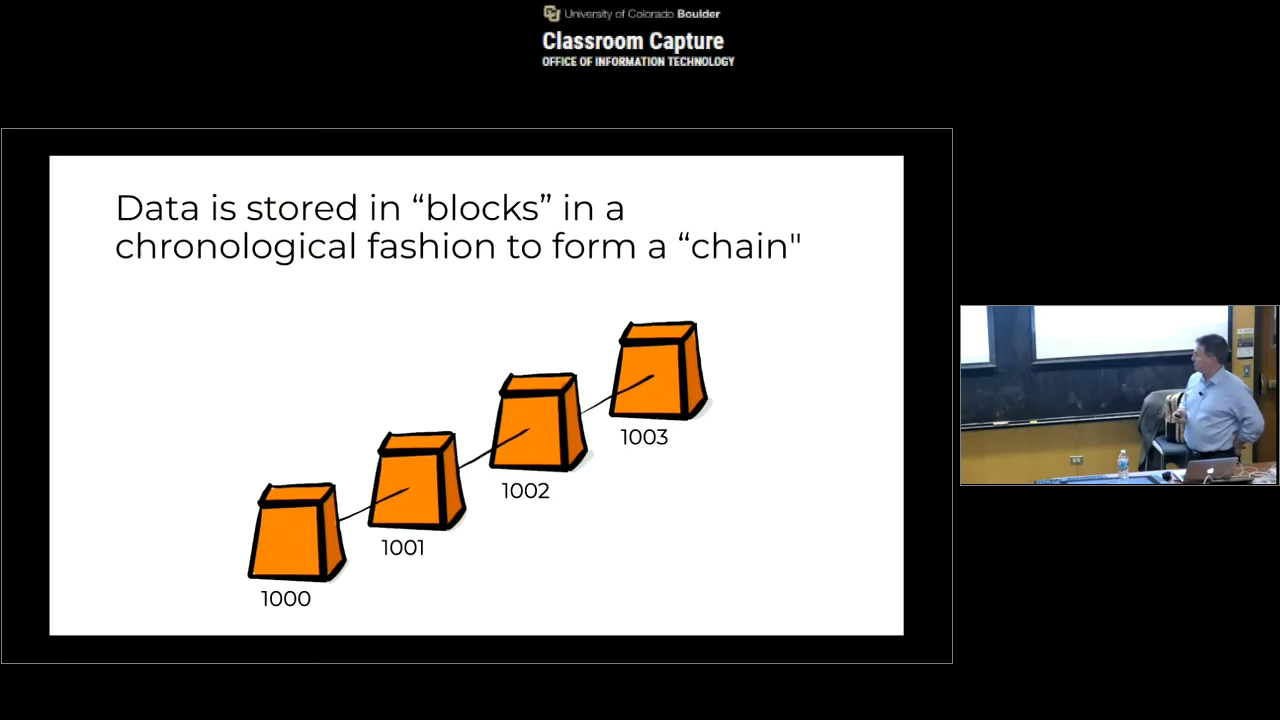 University of Colorado Boulder
Classroom Capture
OFFICE OF INFORMATION TECHNOLOGY
Data is stored in “blocks” in a
chronological fashion to form a “chain"
1003
1002
1001
1000